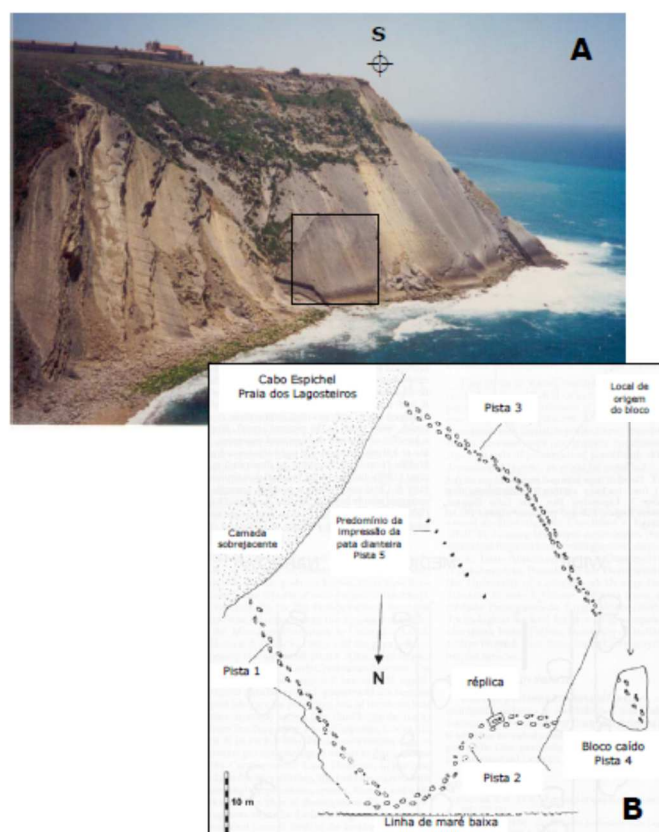 S
A
Cabo Espichel
Praia dos Lagosteiros
Pista 3
Local de
origem
do bloco
Camada
sobrejacente
Predomínio da
impressão da
pata dianteira
Pista 5
Pista 1
N
réplica
Bloco caído
Pista 4
Pista 2
10 m
Linha de maré baixa
B